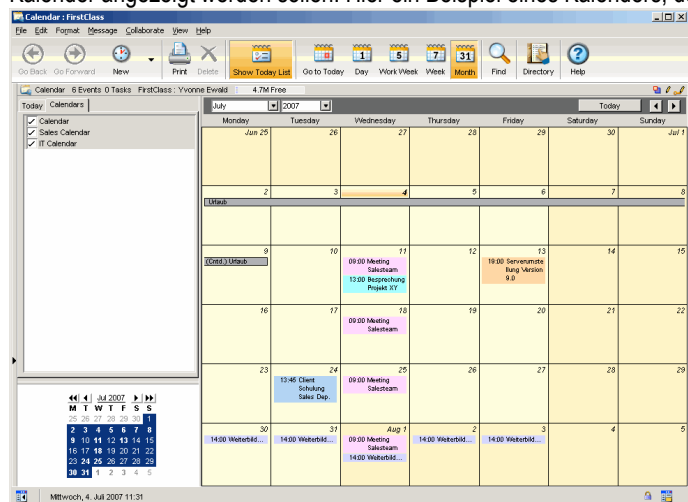 Calendar : FirstClass
File Edit Format Message Collaborate View Help
Go Back Go Forward New Print Delete Show Today List Go to Today Day Work Week Week Month Find Directory Help
Calendar 6 Events 0 Tasks FirstClass : Yvonne Ewald 4.7M Free
Today Calendars
Calendar
Sales Calendar
IT Calendar
July 2007 Today
Monday Tuesday Wednesday Thursday Friday Saturday Sunday
Jun 25 26 27 28 29 30 Jul 1
2 3 4 5 6 7 8
Urlaub
9 10 11 12 13 14 15
(Cntd.) Urlaub
09:00 Meeting
Salesteam
13:00 Besprechung
Projekt XY
19:00 Serverumste
llung Version
9.0
16 17 18 19 20 21 22
09:00 Meeting
Salesteam
23 24 25 26 27 28 29
13:45 Client
Schulung
Sales Dep.
09:00 Meeting
Salesteam
30 31 Aug 1 2 3 4 5
14:00 Weiterbild...
14:00 Weiterbild...
09:00 Meeting
Salesteam
14:00 Weiterbild...
14:00 Weiterbild...
14:00 Weiterbild...
Jul 2007
M T W T F S S
25 26 27 28 29 30 1
2 3 4 5 6 7 8
9 10 11 12 13 14 15
16 17 18 19 20 21 22
23 24 25 26 27 28 29
30 31 1 2 3 4 5
Mittwoch, 4. Juli 2007 11:31